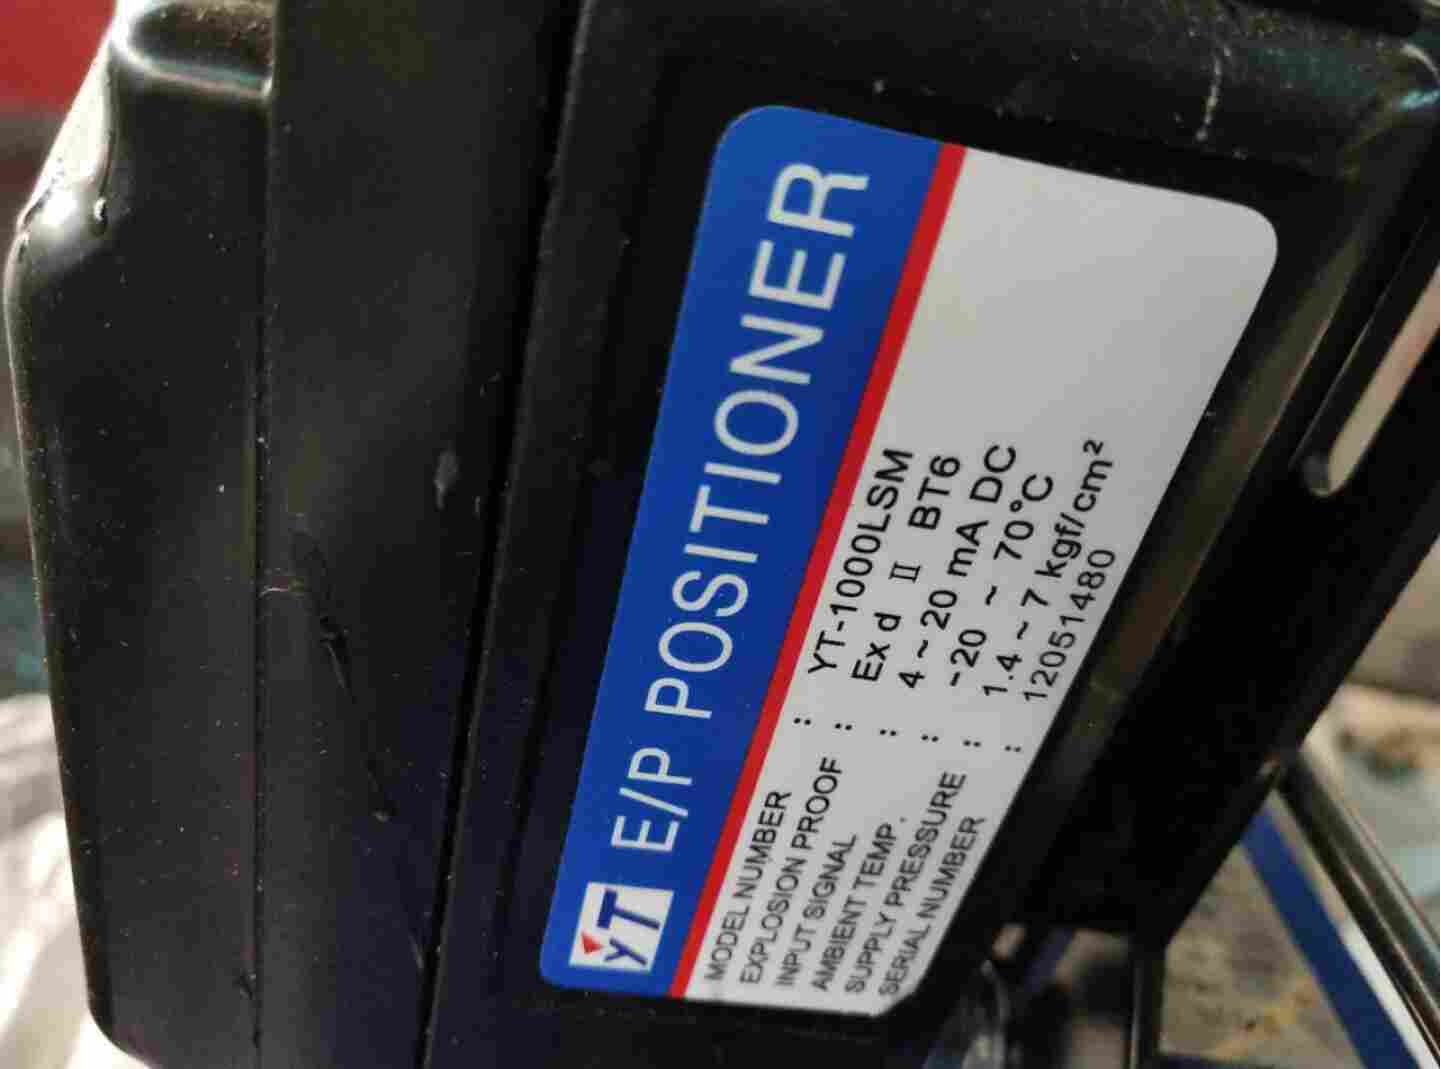 YT E/P POSITIONER
MODEL NUMBER : YT-1000LSM
EXPLOSION PROOF : Ex d II BT6
INPUT SIGNAL : 4 ~ 20 mA DC
AMBIENT TEMP. : -20 ~ 70°C
SUPPLY PRESSURE : 1.4 ~ 7 kgf/cm²
SERIAL NUMBER : 12051480